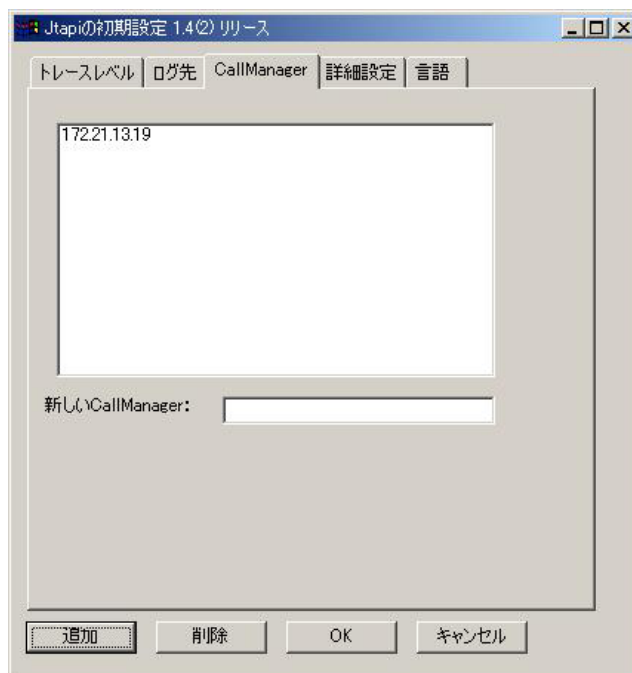 Jtapiの初期設定 1.4(2) リリース
トレースレベル ログ先 CallManager 詳細設定 言語
172.21.13.19
新しいCallManager:
追加 削除 OK キャンセル